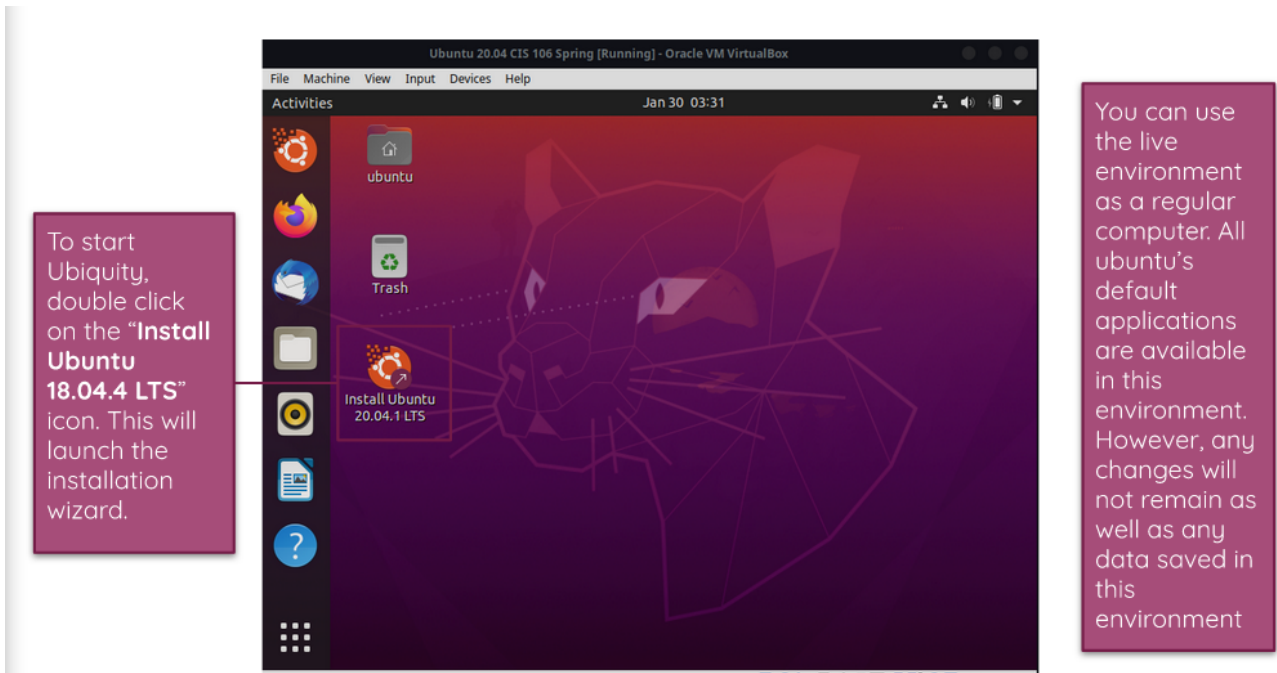 Ubuntu 20.04 CIS 106 Spring [Running] - Oracle VM VirtualBox
File Machine View Input Devices Help
Activities
Jan 30 03:31
To start
Ubiquity,
double click
on the “Install
Ubuntu
18.04.4 LTS”
icon. This will
launch the
installation
wizard.
ubuntu
Trash
Install Ubuntu
20.04.1 LTS
?
You can use
the live
environment
as a regular
computer. All
ubuntu’s
default
applications
are available
in this
environment.
However, any
changes will
not remain as
well as any
data saved in
this
environment